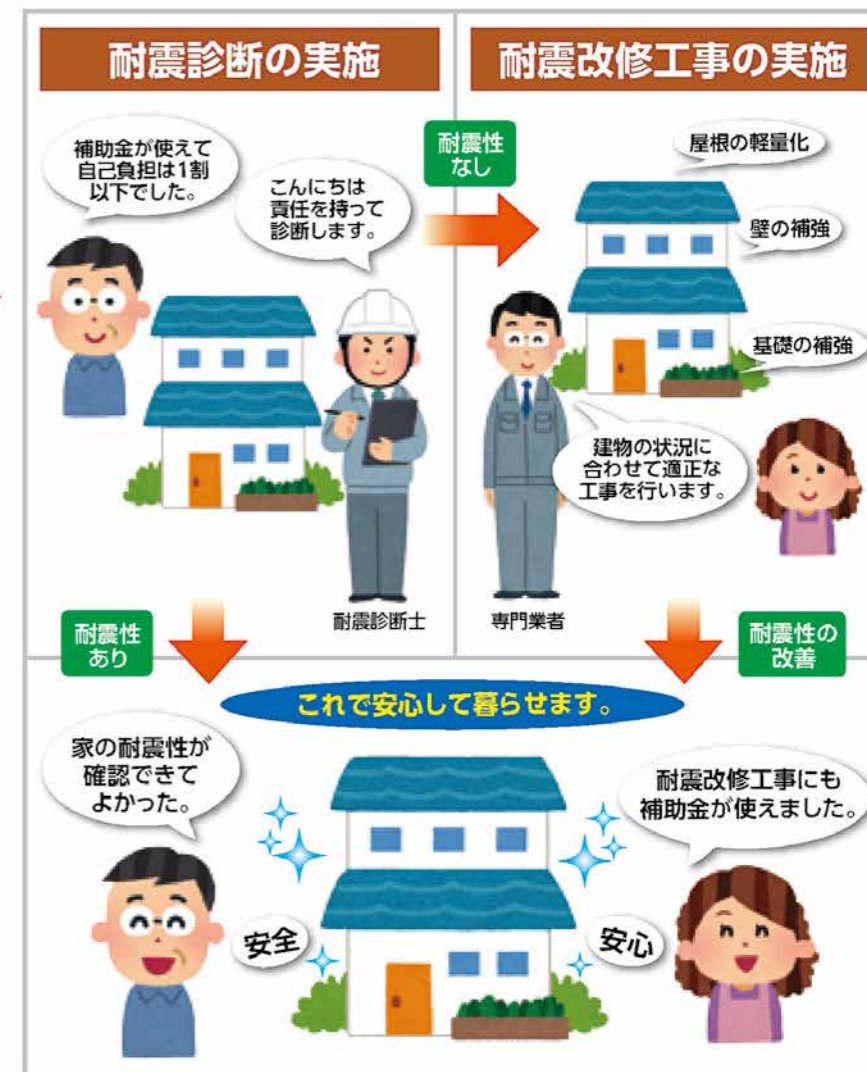 耐震診断の実施
補助金が使えて
自己負担は1割
以下でした。
こんにちは
責任を持って
診断します。
耐震診断士
耐震性
なし
耐震改修工事の実施
屋根の軽量化
壁の補強
基礎の補強
建物の状況に
合わせて適正な
工事を行います。
専門業者
耐震性
あり
耐震性の
改善
これで安心して暮らせます。
家の耐震性が
確認できて
よかった。
耐震改修工事にも
補助金が使えました。
安全
安心